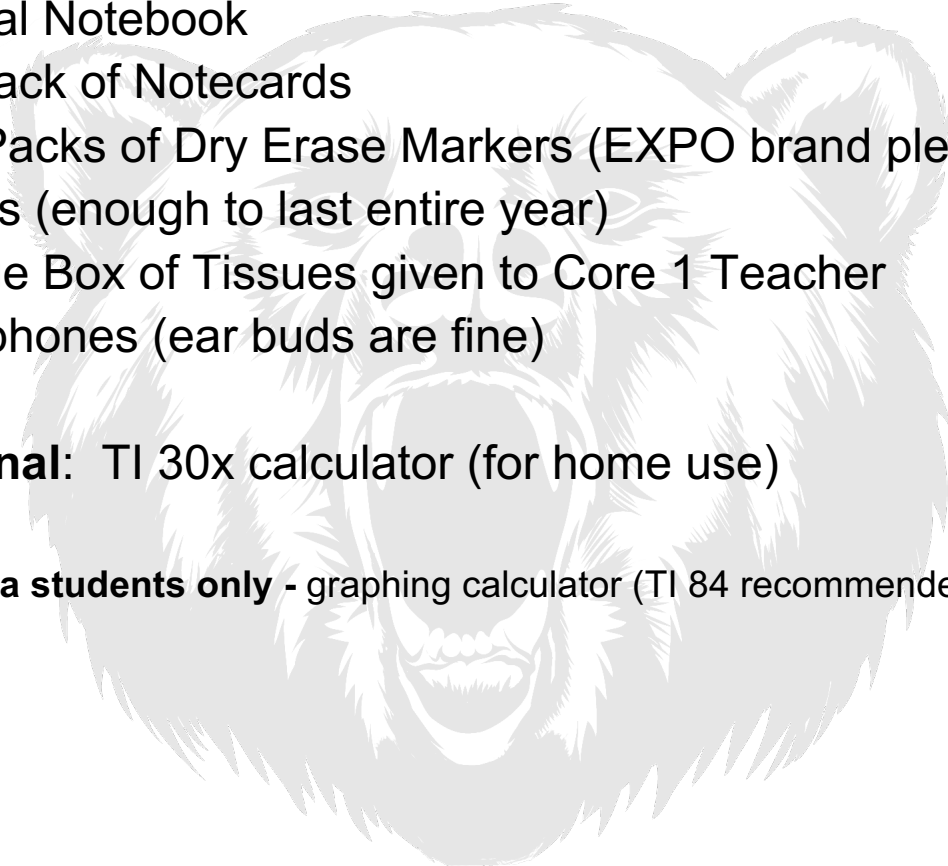 al Notebook
ack of Notecards
Packs of Dry Erase Markers (EXPO brand ple
s (enough to last entire year)
e Box of Tissues given to Core 1 Teacher
phones (ear buds are fine)
nal:  TI 30x calculator (for home use)
a students only - graphing calculator (TI 84 recommende